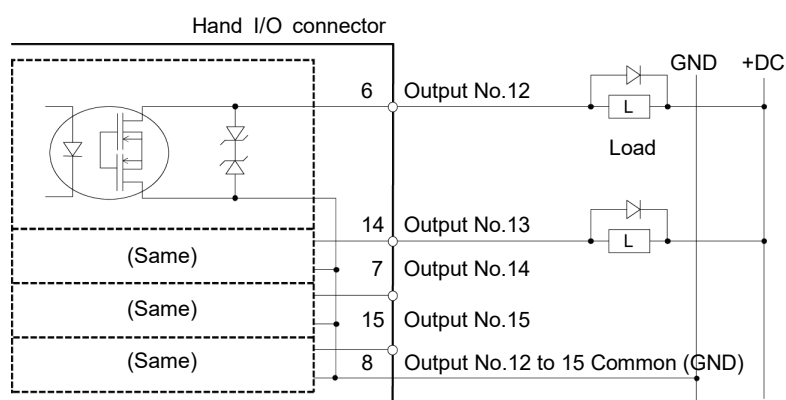 Hand I/O connector
GND +DC
6 Output No.12
L
Load
14 Output No.13
L
(Same)
7 Output No.14
(Same)
15 Output No.15
(Same)
8 Output No.12 to 15 Common (GND)